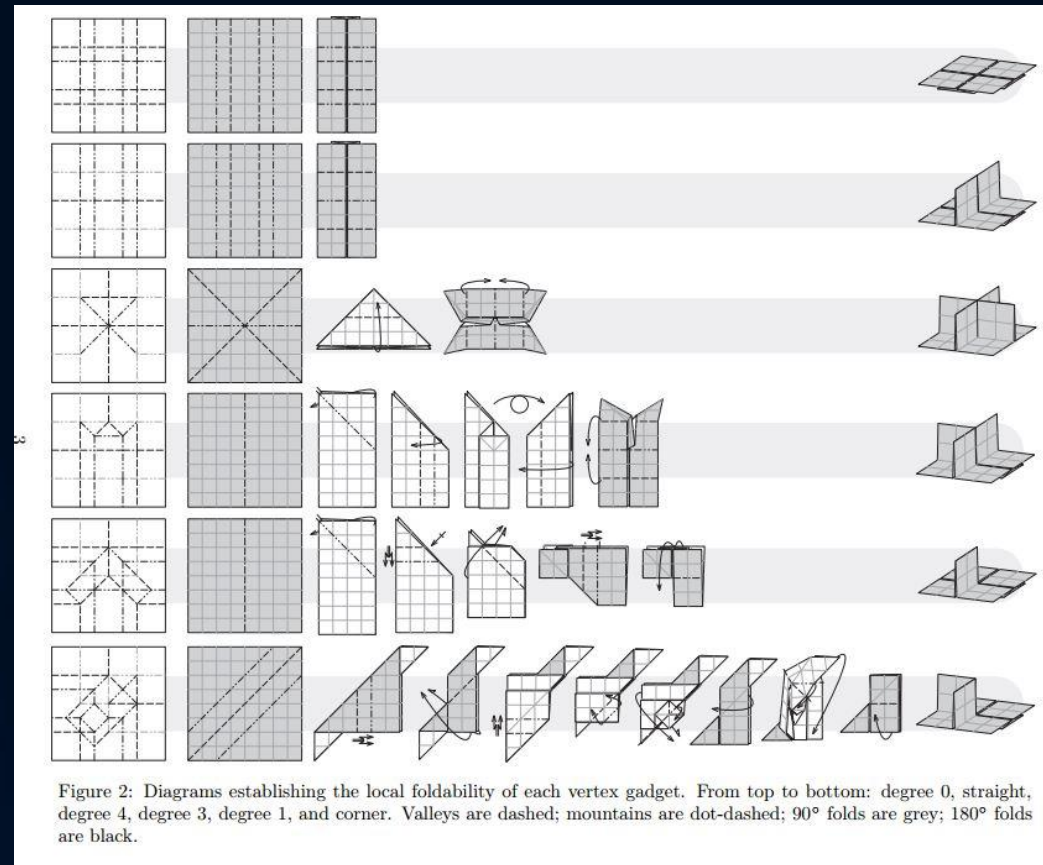 3
Figure 2: Diagrams establishing the local foldability of each vertex gadget. From top to bottom: degree 0, straight,
degree 4, degree 3, degree 1, and corner. Valleys are dashed; mountains are dot-dashed; 90° folds are grey; 180° folds
are black.